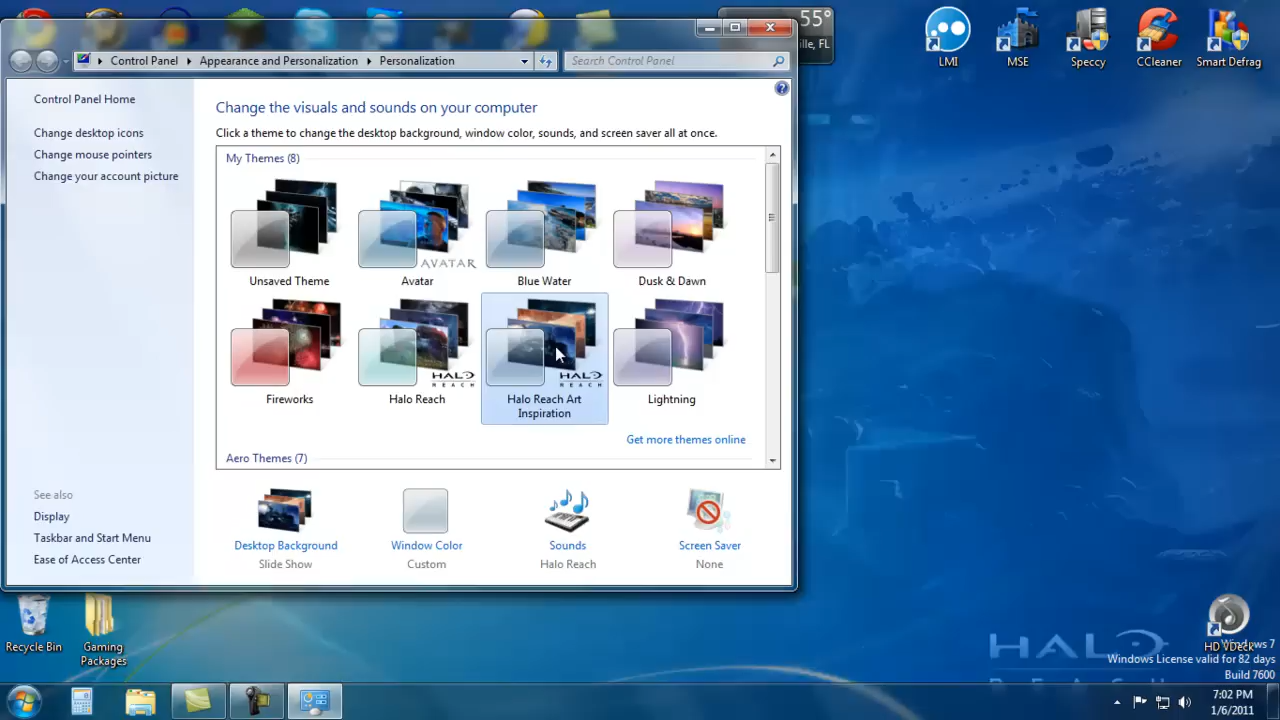 55°
ille, FL
LMI
MSE
Speccy
CCleaner
Smart Defrag
Control Panel
Appearance and Personalization
Personalization
Search Control Panel
Control Panel Home
Change desktop icons
Change mouse pointers
Change your account picture
Change the visuals and sounds on your computer
Click a theme to change the desktop background, window color, sounds, and screen saver all at once.
My Themes (8)
AVATAR
Unsaved Theme
Avatar
Blue Water
Dusk & Dawn
HALO
REACH
HALO
REACH
Fireworks
Halo Reach
Halo Reach Art
Inspiration
Lightning
Get more themes online
Aero Themes (7)
See also
Display
Taskbar and Start Menu
Ease of Access Center
Desktop Background
Slide Show
Window Color
Custom
Sounds
Halo Reach
Screen Saver
None
Recycle Bin
Gaming
Packages
HALO
REACH
HD VDeck
Windows 7
Windows License valid for 82 days
Build 7600
7:02 PM
1/6/2011